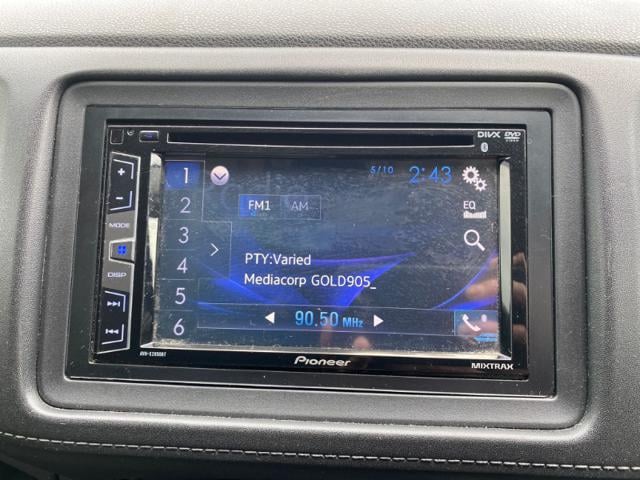 DIVX DVD
VIDEO
1 5/10 2:43
2 FM1 AM EQ
MODE
3
4 PTY:Varied
DISP
5 Mediacorp GOLD905_
6 90.50 MHz
Pioneer
MIXTRAX